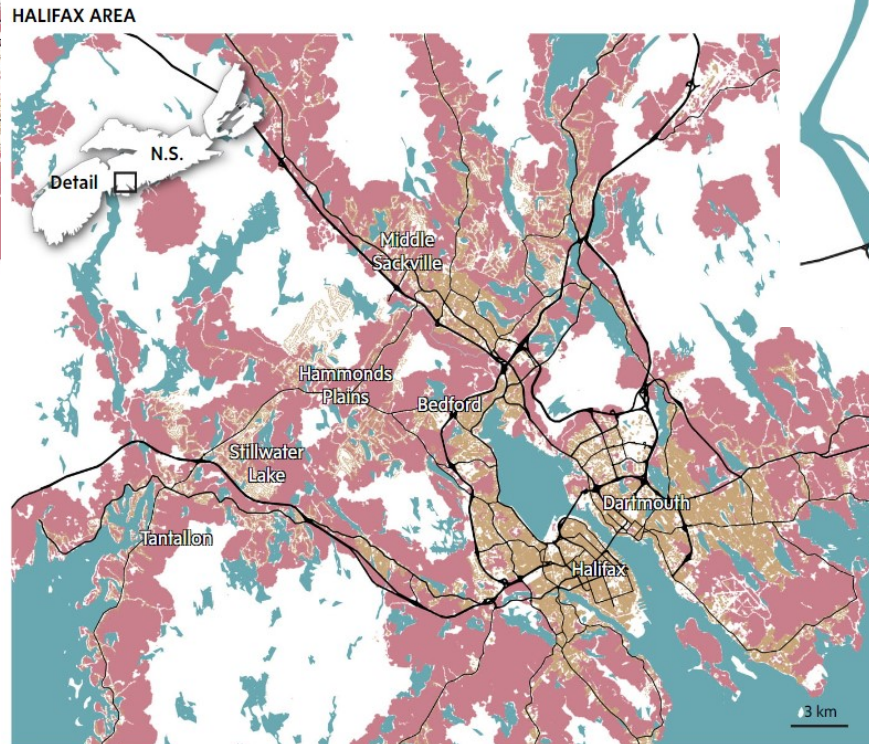 HALIFAX AREA
N.S.
Detail
Middle
Sackville
Hammonds
Plains
Bedford
Stillwater
Lake
Dartmouth
Tantallon
Halifax
3 km